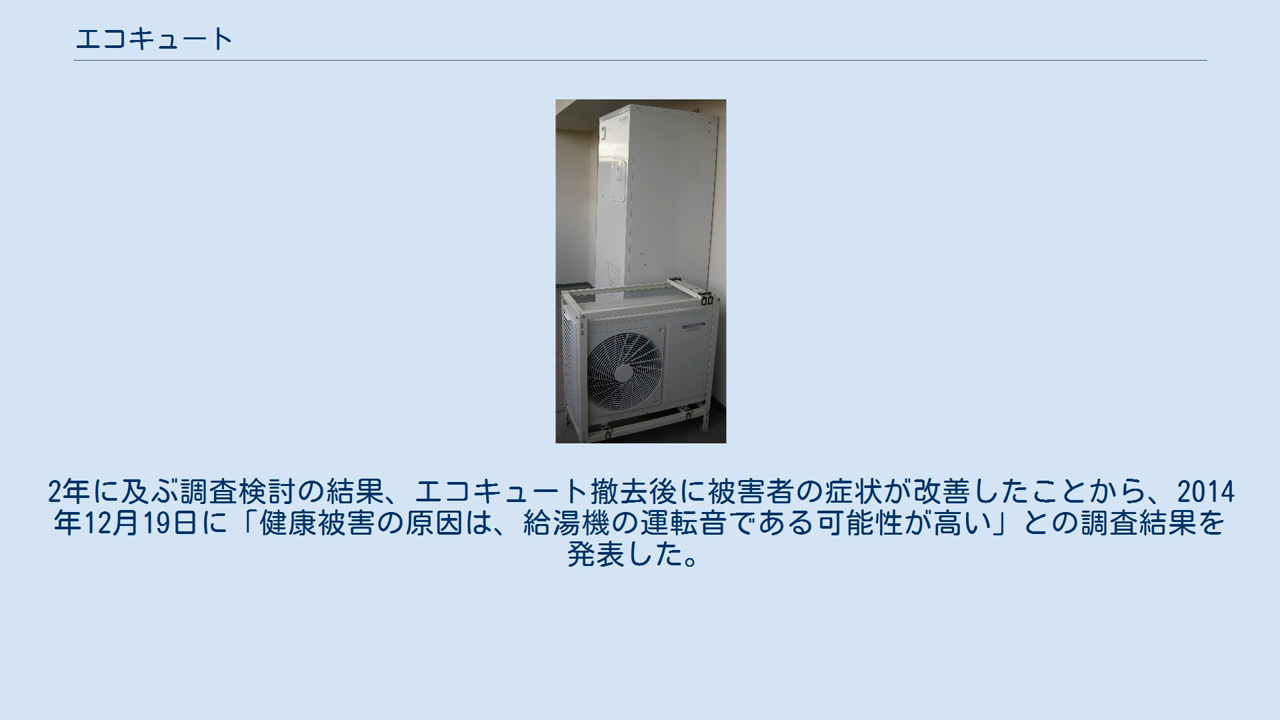 エコキュート
2年に及ぶ調査検討の結果、エコキュート撤去後に被害者の症状が改善したことから、2014
年12月19日に「健康被害の原因は、給湯機の運転音である可能性が高い」との調査結果を
発表した。